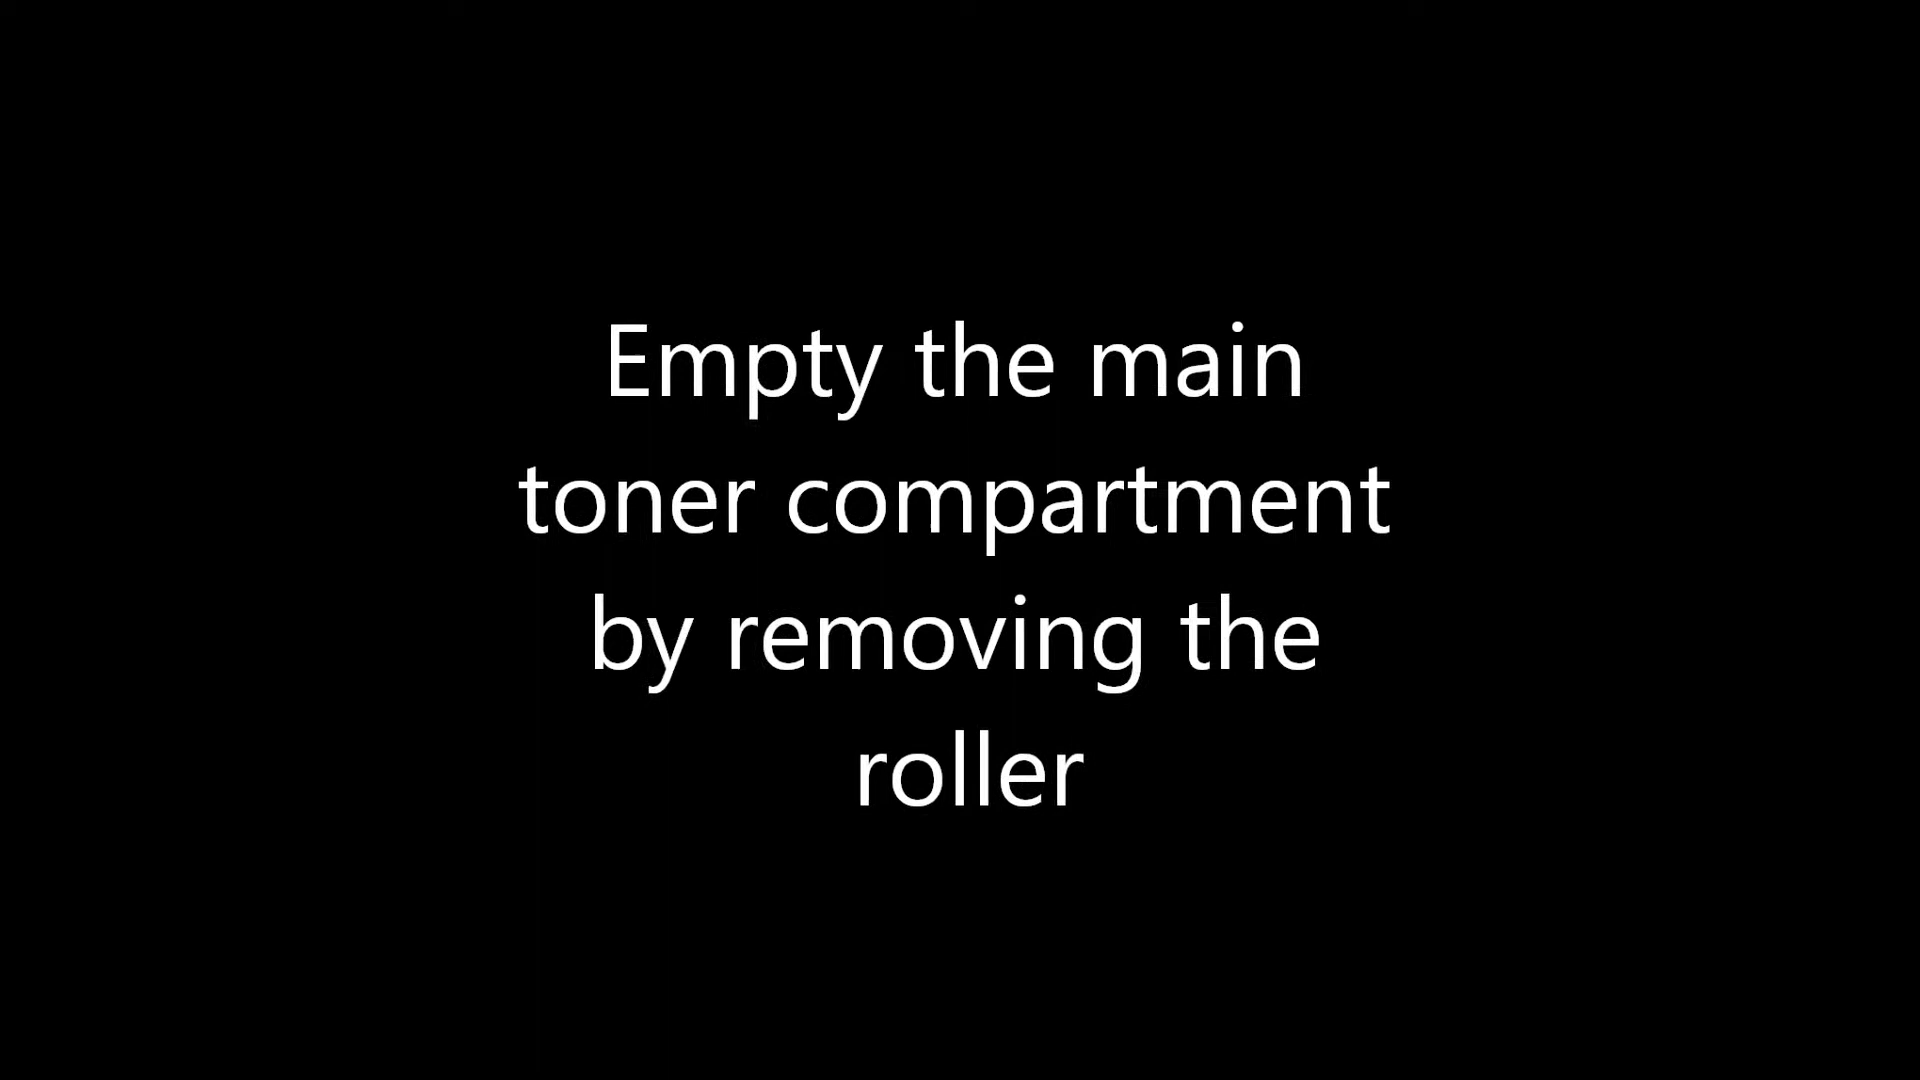 Empty the main
toner compartment
by removing the
roller